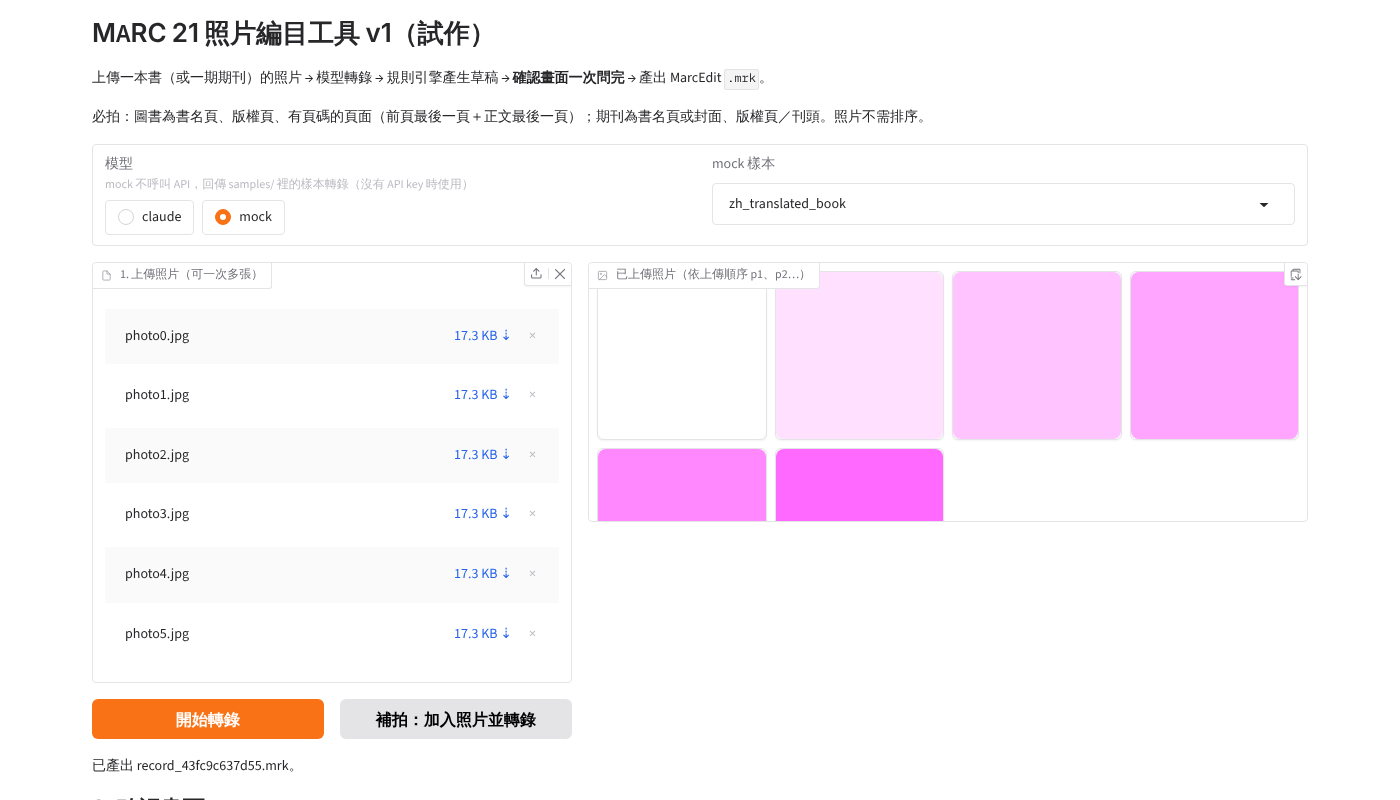 MARC 21 照片編目工具 v1（試作）
上傳一本書（或一期期刊）的照片 → 模型轉錄 → 規則引擎產生草稿 → 確認畫面一次問完 → 產出 MarcEdit .mrk。
必拍：圖書為書名頁、版權頁、有頁碼的頁面（前頁最後一頁＋正文最後一頁）；期刊為書名頁或封面、版權頁／刊頭。照片不需排序。
模型
mock 不呼叫 API，回傳 samples/ 裡的樣本轉錄（沒有 API key 時使用）
claude
mock
mock 樣本
zh_translated_book
1. 上傳照片（可一次多張）
photo0.jpg 17.3 KB ⇣ ×
photo1.jpg 17.3 KB ⇣ ×
photo2.jpg 17.3 KB ⇣ ×
photo3.jpg 17.3 KB ⇣ ×
photo4.jpg 17.3 KB ⇣ ×
photo5.jpg 17.3 KB ⇣ ×
已上傳照片（依上傳順序 p1、p2…）
開始轉錄
補拍：加入照片並轉錄
已產出 record_43fc9c637d55.mrk。